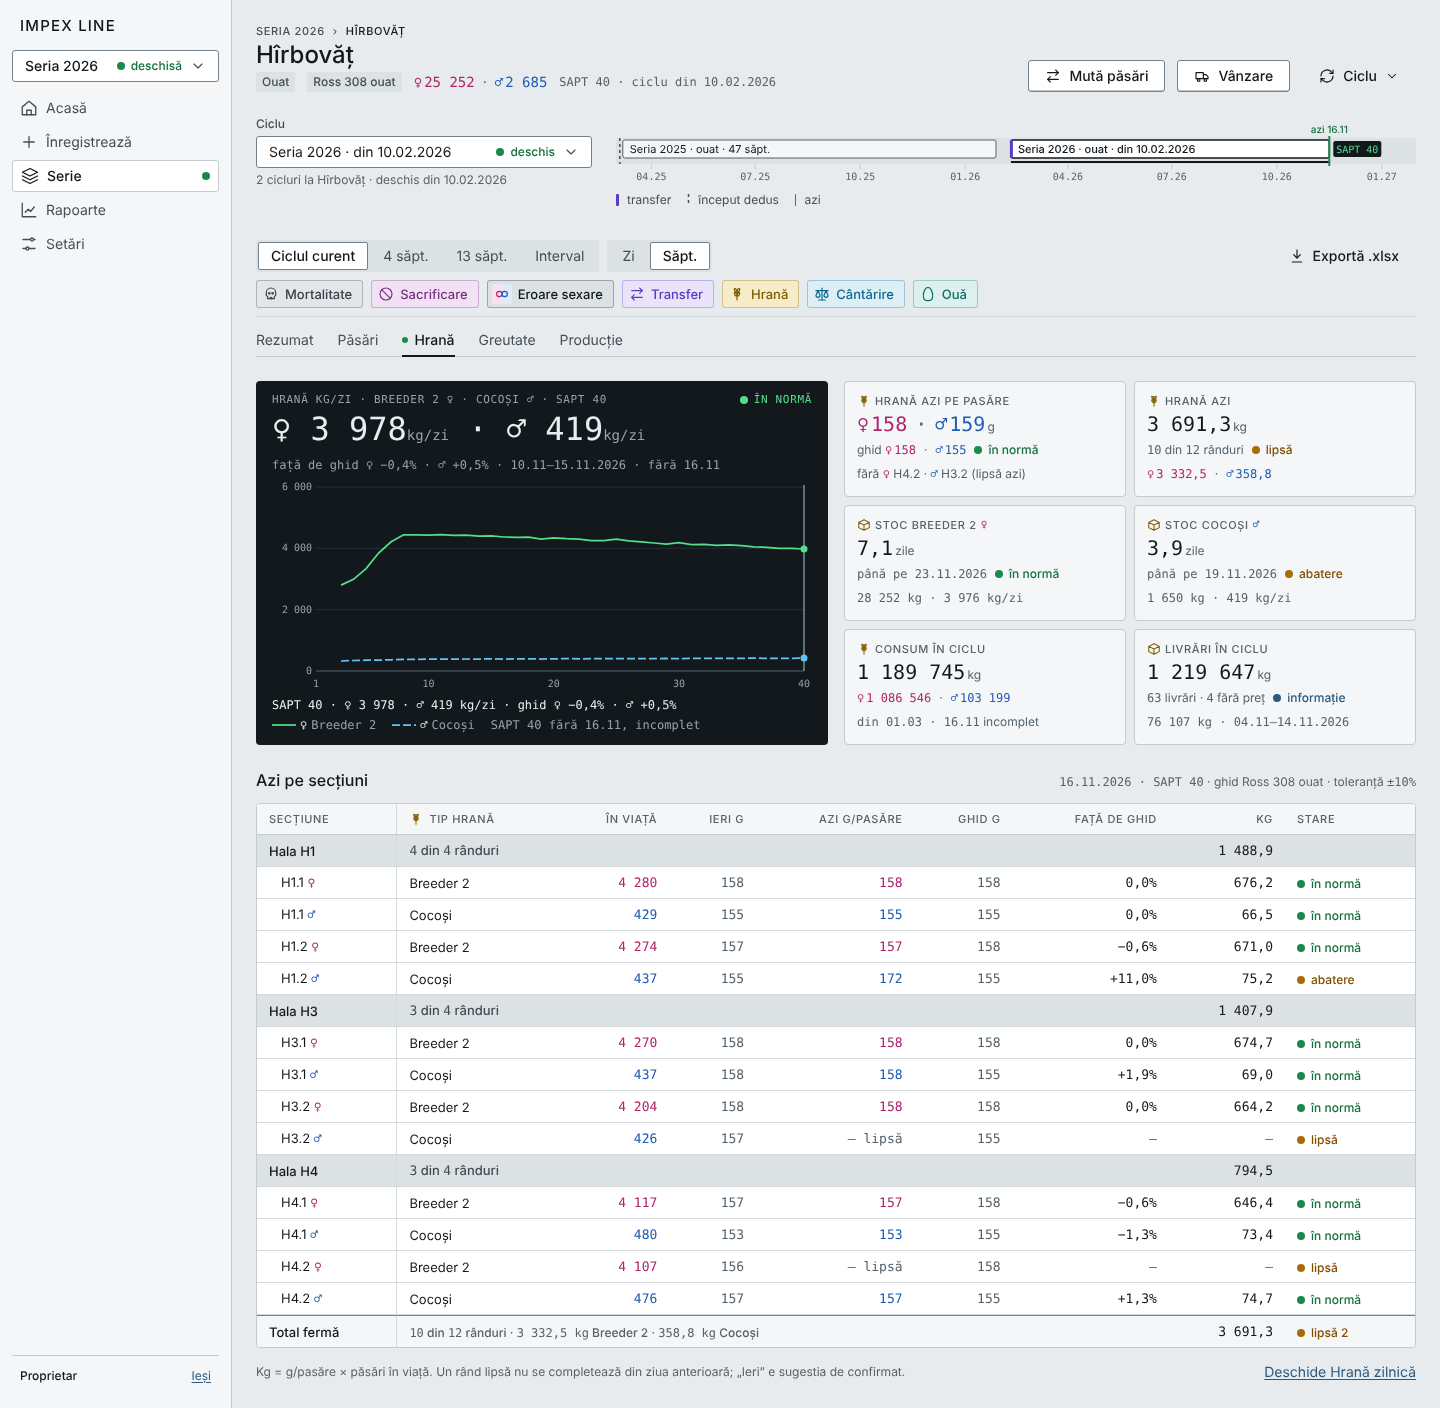 IMPEX LINE
Seria 2026 deschisă
Acasă
Înregistrează
Serie
Rapoarte
Setări
Proprietar Ieși
SERIA 2026 › HÎRBOVĂȚ
Hîrbovăț
Ouat Ross 308 ouat ♀25 252 · ♂2 685 SAPT 40 · ciclu din 10.02.2026
Mută păsări Vânzare Ciclu
Ciclu
Seria 2026 · din 10.02.2026 deschis
2 cicluri la Hîrbovăț · deschis din 10.02.2026
azi 16.11
Seria 2025 · ouat · 47 săpt. Seria 2026 · ouat · din 10.02.2026 SAPT 40
04.25 07.25 10.25 01.26 04.26 07.26 10.26 01.27
transfer început dedus azi
Ciclul curent 4 săpt. 13 săpt. Interval Zi Săpt. Exportă .xlsx
Mortalitate Sacrificare Eroare sexare Transfer Hrană Cântărire Ouă
Rezumat Păsări Hrană Greutate Producție
HRANĂ KG/ZI · BREEDER 2 ♀ · COCOȘI ♂ · SAPT 40 ÎN NORMĂ
♀ 3 978kg/zi · ♂ 419kg/zi
față de ghid ♀ −0,4% · ♂ +0,5% · 10.11–15.11.2026 · fără 16.11
6 000
4 000
2 000
0
1 10 20 30 40
SAPT 40 · ♀ 3 978 · ♂ 419 kg/zi · ghid ♀ −0,4% · ♂ +0,5%
♀ Breeder 2 ♂ Cocoși SAPT 40 fără 16.11, incomplet
HRANĂ AZI PE PASĂRE
♀158 · ♂159g
ghid ♀158 · ♂155 în normă
fără ♀ H4.2 · ♂ H3.2 (lipsă azi)
HRANĂ AZI
3 691,3kg
10 din 12 rânduri lipsă
♀3 332,5 · ♂358,8
STOC BREEDER 2 ♀
7,1zile
până pe 23.11.2026 în normă
28 252 kg · 3 976 kg/zi
STOC COCOȘI ♂
3,9zile
până pe 19.11.2026 abatere
1 650 kg · 419 kg/zi
CONSUM ÎN CICLU
1 189 745kg
♀1 086 546 · ♂103 199
din 01.03 · 16.11 incomplet
LIVRĂRI ÎN CICLU
1 219 647kg
63 livrări · 4 fără preț informație
76 107 kg · 04.11–14.11.2026
Azi pe secțiuni 16.11.2026 · SAPT 40 · ghid Ross 308 ouat · toleranță ±10%
SECȚIUNE TIP HRANĂ ÎN VIAȚĂ IERI G AZI G/PASĂRE GHID G FAȚĂ DE GHID KG STARE
Hala H1 4 din 4 rânduri 1 488,9
H1.1 ♀ Breeder 2 4 280 158 158 158 0,0% 676,2 în normă
H1.1 ♂ Cocoși 429 155 155 155 0,0% 66,5 în normă
H1.2 ♀ Breeder 2 4 274 157 157 158 −0,6% 671,0 în normă
H1.2 ♂ Cocoși 437 155 172 155 +11,0% 75,2 abatere
Hala H3 3 din 4 rânduri 1 407,9
H3.1 ♀ Breeder 2 4 270 158 158 158 0,0% 674,7 în normă
H3.1 ♂ Cocoși 437 158 158 155 +1,9% 69,0 în normă
H3.2 ♀ Breeder 2 4 204 158 158 158 0,0% 664,2 în normă
H3.2 ♂ Cocoși 426 157 — lipsă 155 — — lipsă
Hala H4 3 din 4 rânduri 794,5
H4.1 ♀ Breeder 2 4 117 157 157 158 −0,6% 646,4 în normă
H4.1 ♂ Cocoși 480 153 153 155 −1,3% 73,4 în normă
H4.2 ♀ Breeder 2 4 107 156 — lipsă 158 — — lipsă
H4.2 ♂ Cocoși 476 157 157 155 +1,3% 74,7 în normă
Total fermă 10 din 12 rânduri · 3 332,5 kg Breeder 2 · 358,8 kg Cocoși 3 691,3 lipsă 2
Kg = g/pasăre × păsări în viață. Un rând lipsă nu se completează din ziua anterioară; „Ieri” e sugestia de confirmat. Deschide Hrană zilnică